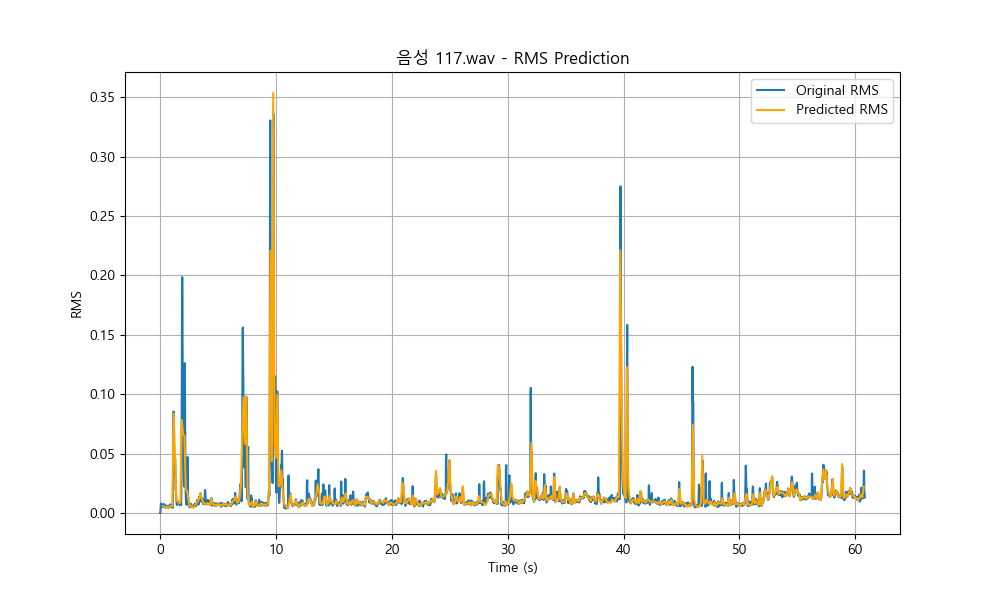 음성 117.wav - RMS Prediction
Original RMS
Predicted RMS
0.35
0.30
0.25
0.20
0.15
0.10
0.05
0.00
RMS
0 10 20 30 40 50 60
Time (s)